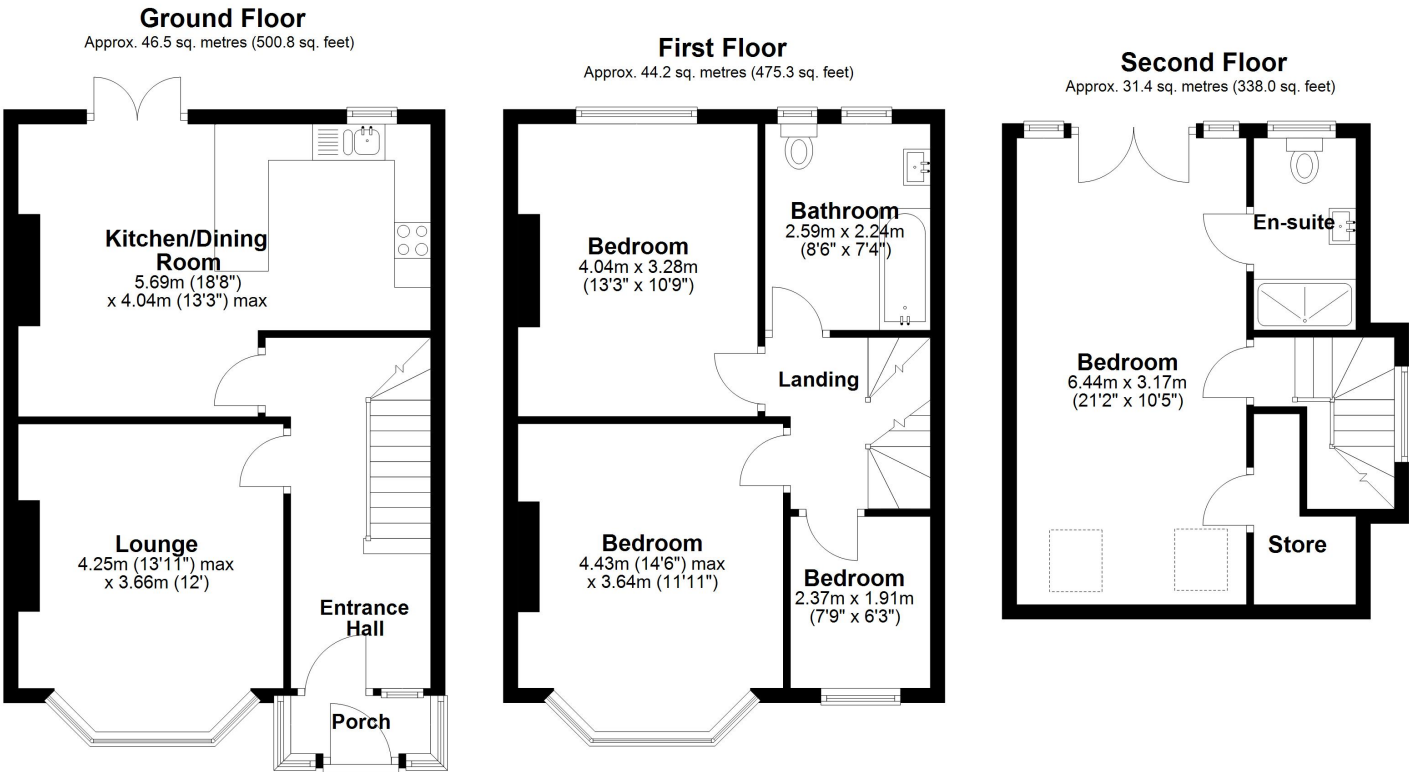 Ground Floor
Approx. 46.5 sq. metres (500.8 sq. feet)
Kitchen/Dining
Room
5.69m (18'8")
x 4.04m (13'3") max
Lounge
4.25m (13'11") max
x 3.66m (12')
Entrance
Hall
Porch
First Floor
Approx. 44.2 sq. metres (475.3 sq. feet)
Bedroom
4.04m x 3.28m
(13'3" x 10'9")
Bathroom
2.59m x 2.24m
(8'6" x 7'4")
Landing
Bedroom
4.43m (14'6") max
x 3.64m (11'11")
Bedroom
2.37m x 1.91m
(7'9" x 6'3")
Second Floor
Approx. 31.4 sq. metres (338.0 sq. feet)
En-suite
Bedroom
6.44m x 3.17m
(21'2" x 10'5")
Store